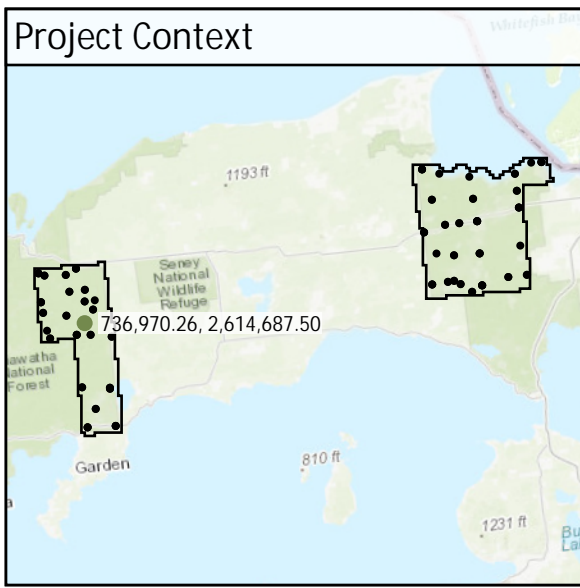 Project Context
Whitefish Bay
1193 ft
Seney
National
Wildlife
Refuge
736,970.26, 2,614,687.50
awatha
National
Forest
Garden
810 ft
a
1231 ft
Bu
La